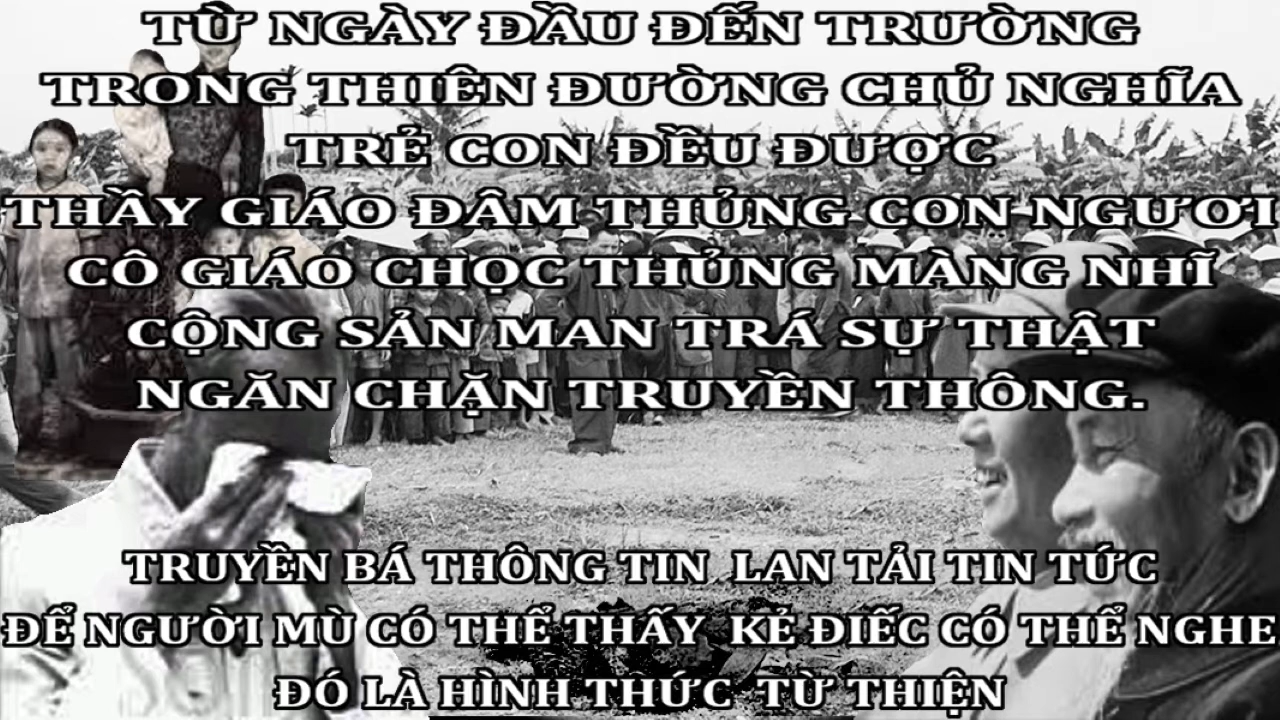 TỪ NGÀY ĐẦU ĐẾN TRƯỜNG
TRONG THIÊN ĐƯỜNG CHỦ NGHĨA
TRẺ CON ĐỀU ĐƯỢC
THẦY GIÁO ĐÂM THỦNG CON NGƯƠI
CÔ GIÁO CHỌC THỦNG MÀNG NHĨ
CỘNG SẢN MAN TRÁ SỰ THẬT
NGĂN CHẶN TRUYỀN THÔNG.
TRUYỀN BÁ THÔNG TIN LAN TẢI TIN TỨC
ĐỂ NGƯỜI MÙ CÓ THỂ THẤY KẺ ĐIẾC CÓ THỂ NGHE
ĐÓ LÀ HÌNH THỨC TỪ THIỆN